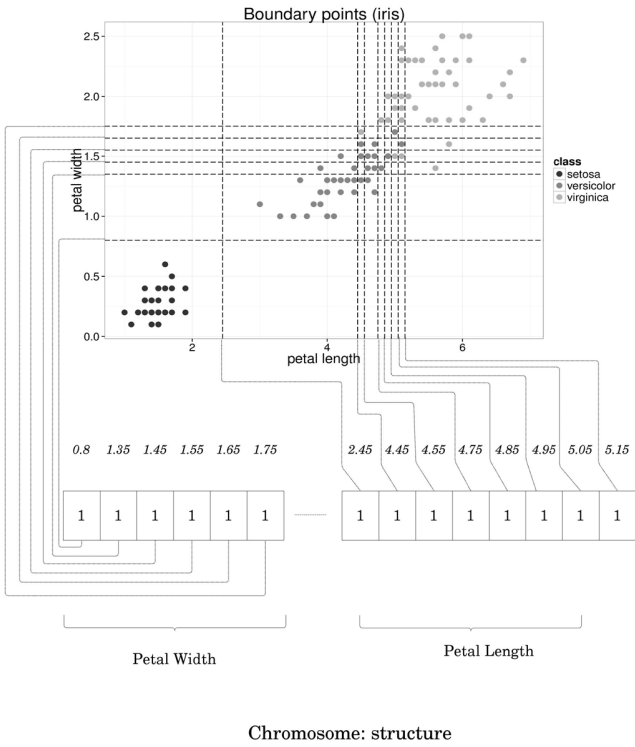 Boundary points (iris)
2.5
2.0
1.5
1.0
0.5
0.0
petal width
2 4 6
petal length
class
setosa
versicolor
virginica
0.8 1.35 1.45 1.55 1.65 1.75 2.45 4.45 4.55 4.75 4.85 4.95 5.05 5.15
1 1 1 1 1 1 1 1 1 1 1 1 1 1
Petal Width Petal Length
Chromosome: structure